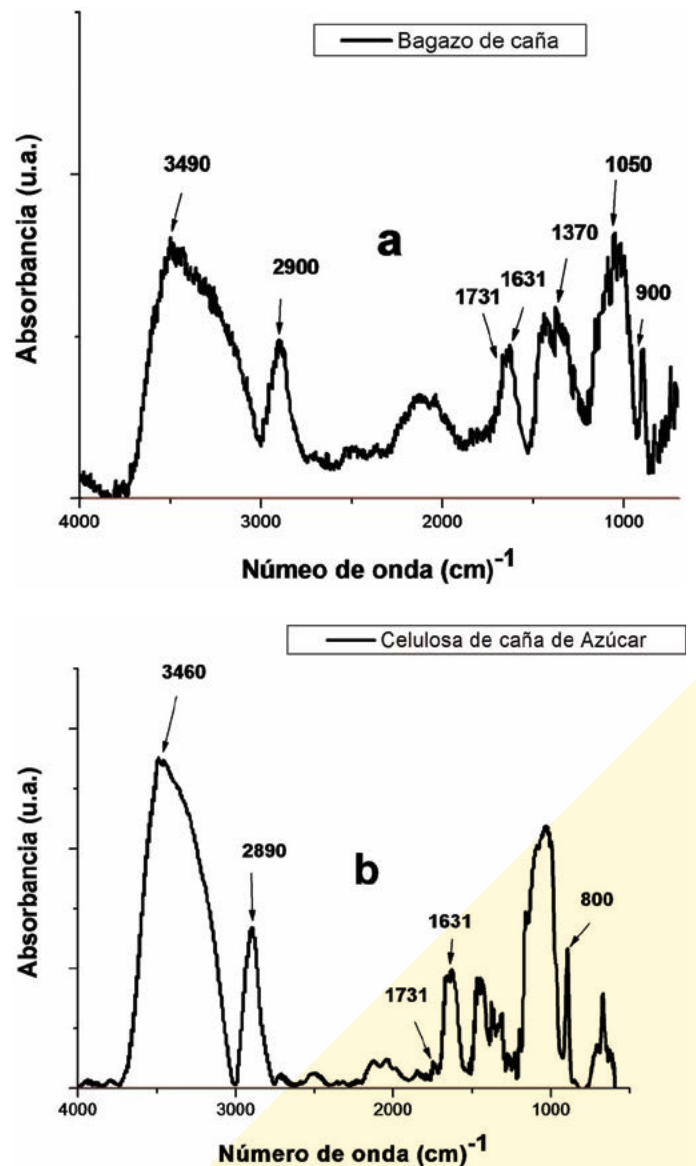 Bagazo de caña
Absorbancia (u.a.)
3490
2900
a
1731
1631
1370
1050
900
4000
3000
2000
1000
Númeo de onda (cm)-1
Celulosa de caña de Azúcar
Absorbancia (u.a.)
3460
2890
b
1731
1631
800
4000
3000
2000
1000
Número de onda (cm)-1